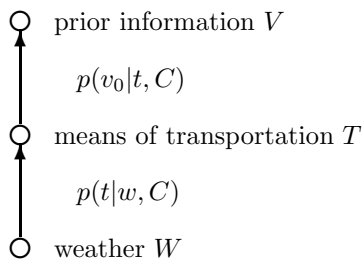 prior information V
p(v₀|t, C)
means of transportation T
p(t|w, C)
weather W